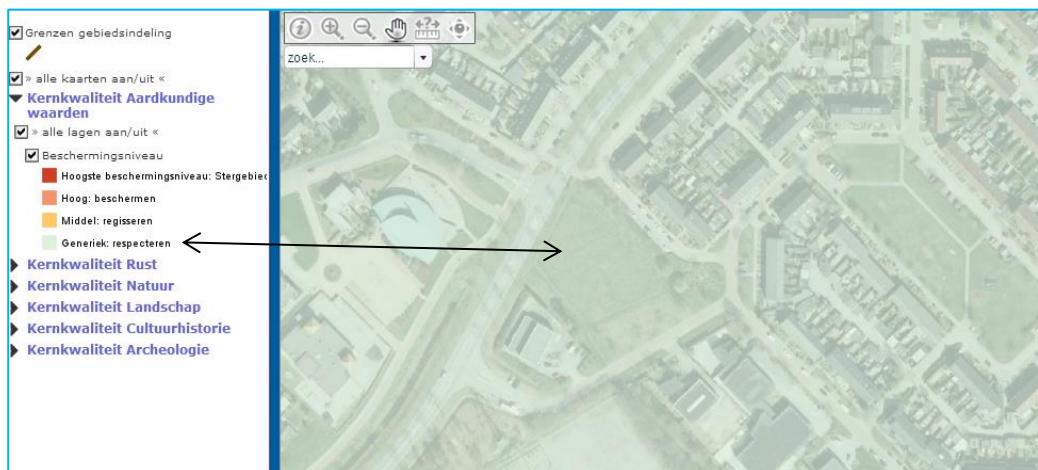 Grenzen gebiedsindeling
» alle kaarten aan/uit «
Kernkwaliteit Aardkundige
waarden
» alle lagen aan/uit «
Beschermingsniveau
Hoogste beschermingsniveau: Stergebied
Hoog: beschermen
Middel: regisseren
Generiek: respecteren
Kernkwaliteit Rust
Kernkwaliteit Natuur
Kernkwaliteit Landschap
Kernkwaliteit Cultuurhistorie
Kernkwaliteit Archeologie
zoek...